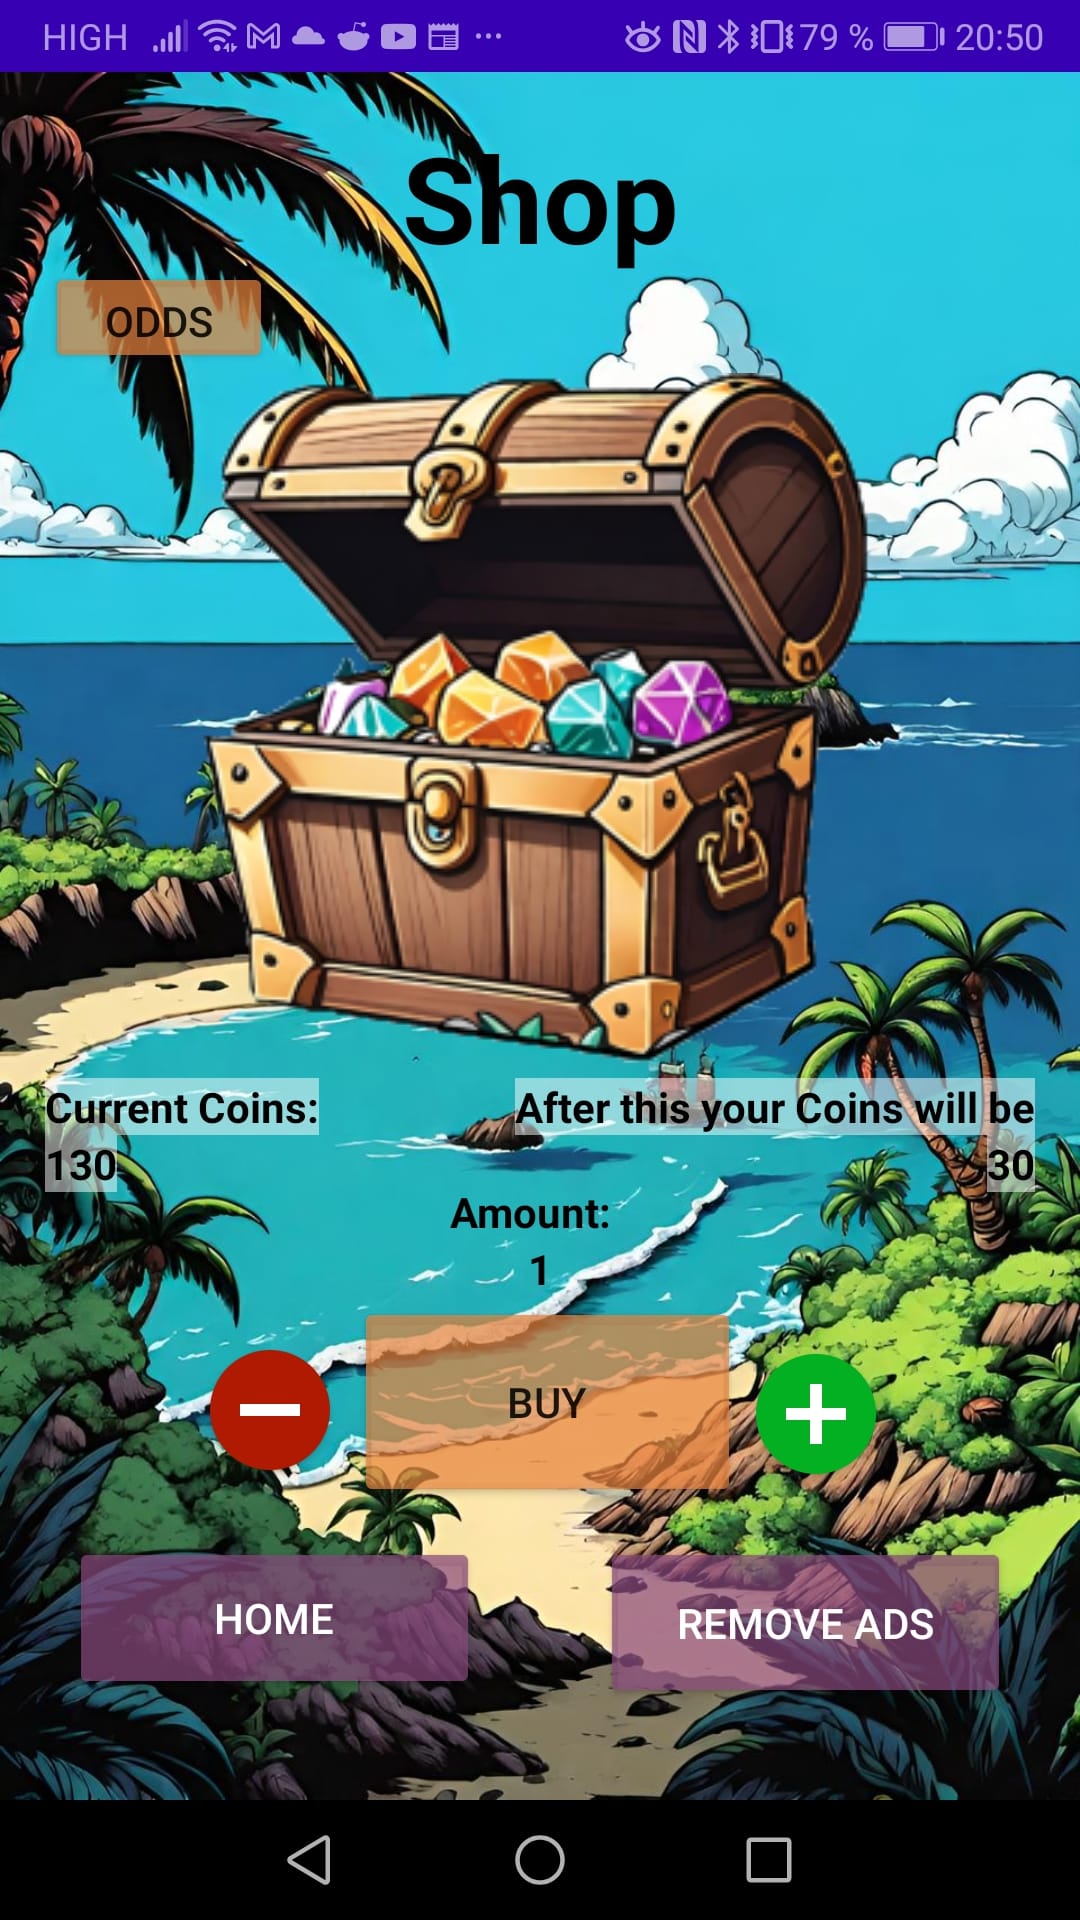 HIGH 79 % 20:50
Shop
ODDS
Current Coins:
130
After this your Coins will be
30
Amount:
1
BUY
HOME
REMOVE ADS